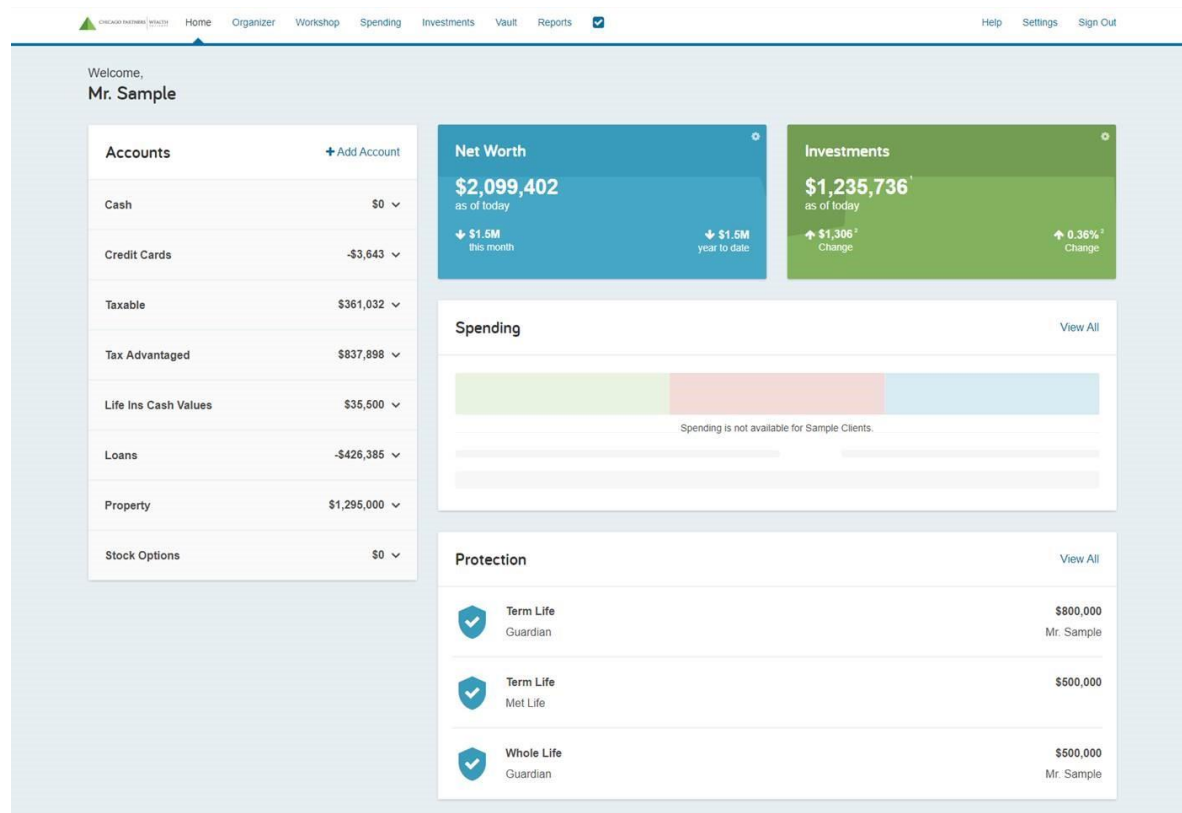 CHICAGO PARTNERS WEALTH
Home Organizer Workshop Spending Investments Vault Reports Help Settings Sign Out
Welcome,
Mr. Sample
Accounts + Add Account
Cash $0
Credit Cards -$3,643
Taxable $361,032
Tax Advantaged $837,898
Life Ins Cash Values $35,500
Loans -$426,385
Property $1,295,000
Stock Options $0
Net Worth
$2,099,402
as of today
$1.5M $1.5M
this month year to date
Investments
$1,235,736
as of today
$1,306 0.36%
Change Change
Spending View All
Spending is not available for Sample Clients.
Protection View All
Term Life $800,000
Guardian Mr. Sample
Term Life $500,000
Met Life
Whole Life $500,000
Guardian Mr. Sample